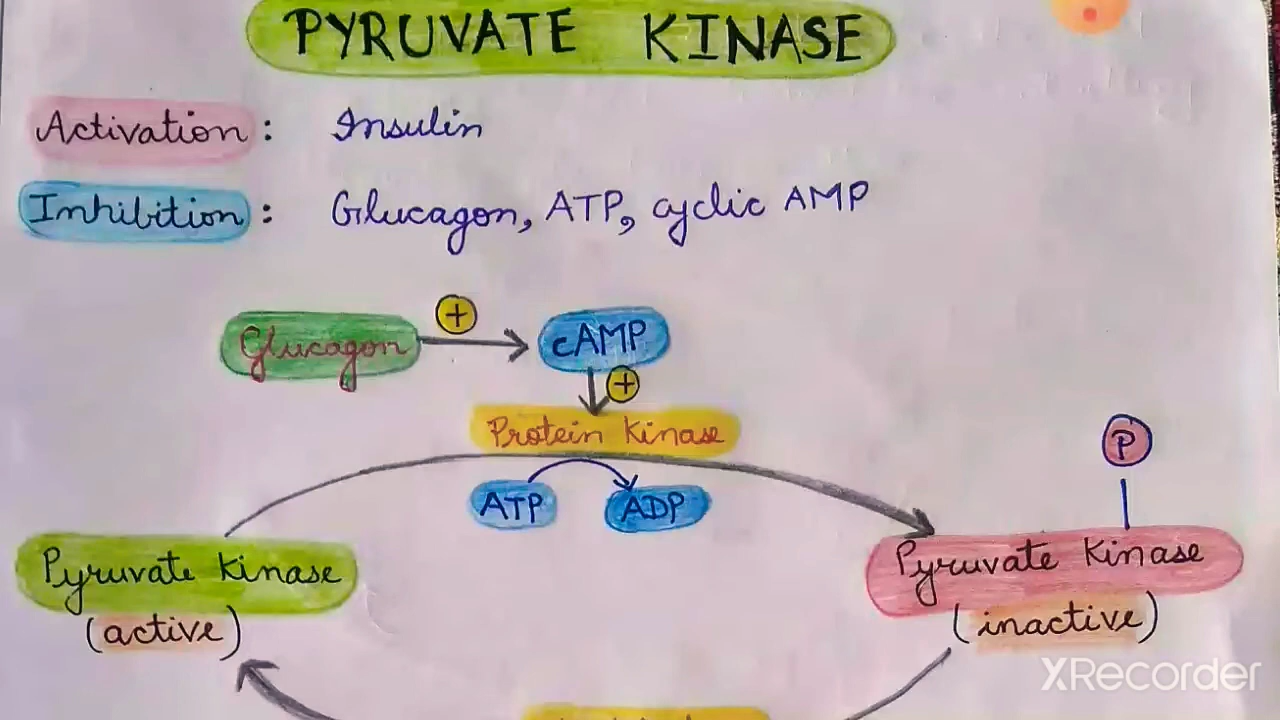 PYRUVATE KINASE
Activation : Insulin
Inhibition : Glucagon, ATP, cyclic AMP
Glucagon + cAMP
+
Protein Kinase
P
ATP ADP
Pyruvate Kinase Pyruvate Kinase
(active) (inactive)
XRecorder